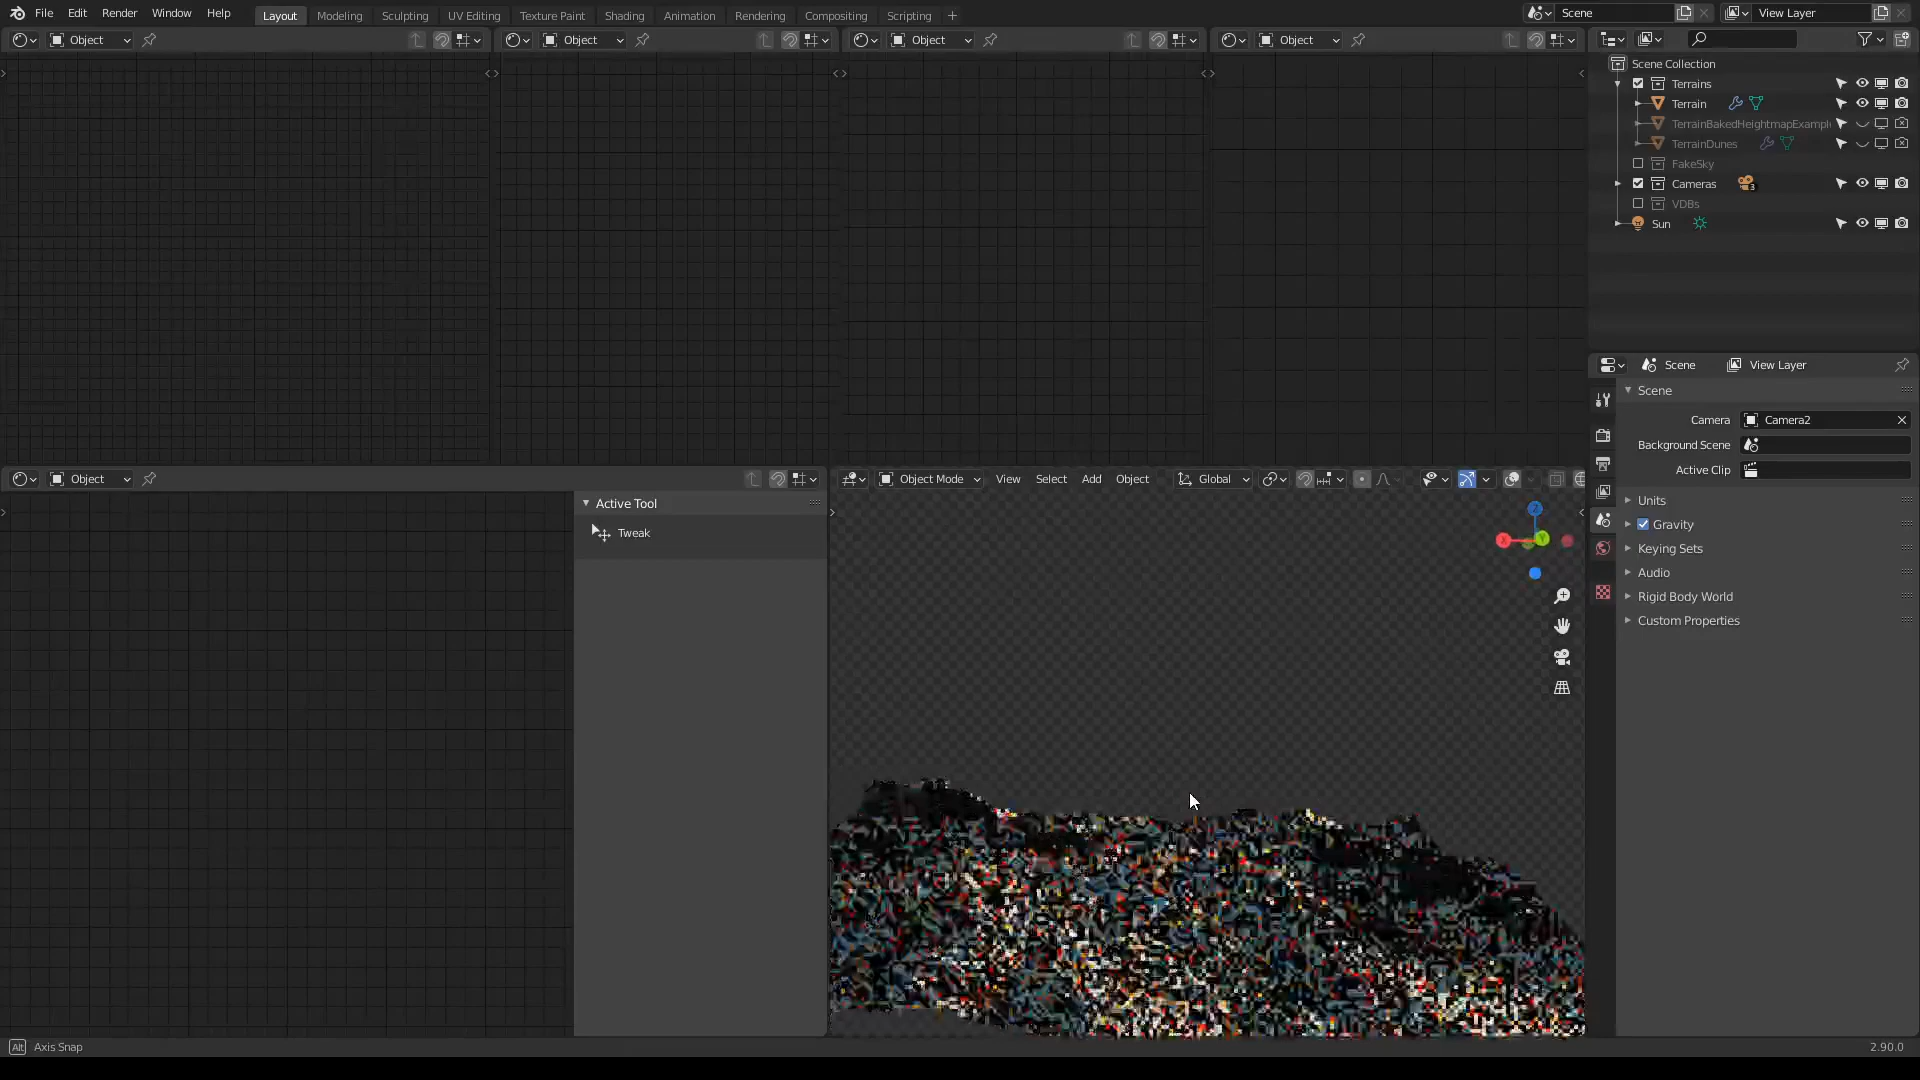 File Edit Render Window Help Layout Modeling Sculpting UV Editing Texture Paint Shading Animation Rendering Compositing Scripting + Scene View Layer
Object Object Object Object
Scene Collection
Terrains
Terrain
TerrainBakedHeightmapExampl
TerrainDunes
FakeSky
Cameras 3
VDBs
Sun
Scene View Layer
Scene
Camera Camera2
Background Scene
Active Clip
Units
Gravity
Keying Sets
Audio
Rigid Body World
Custom Properties
Object Object Mode View Select Add Object Global
Active Tool
Tweak
Z
X Y
Alt Axis Snap 2.90.0